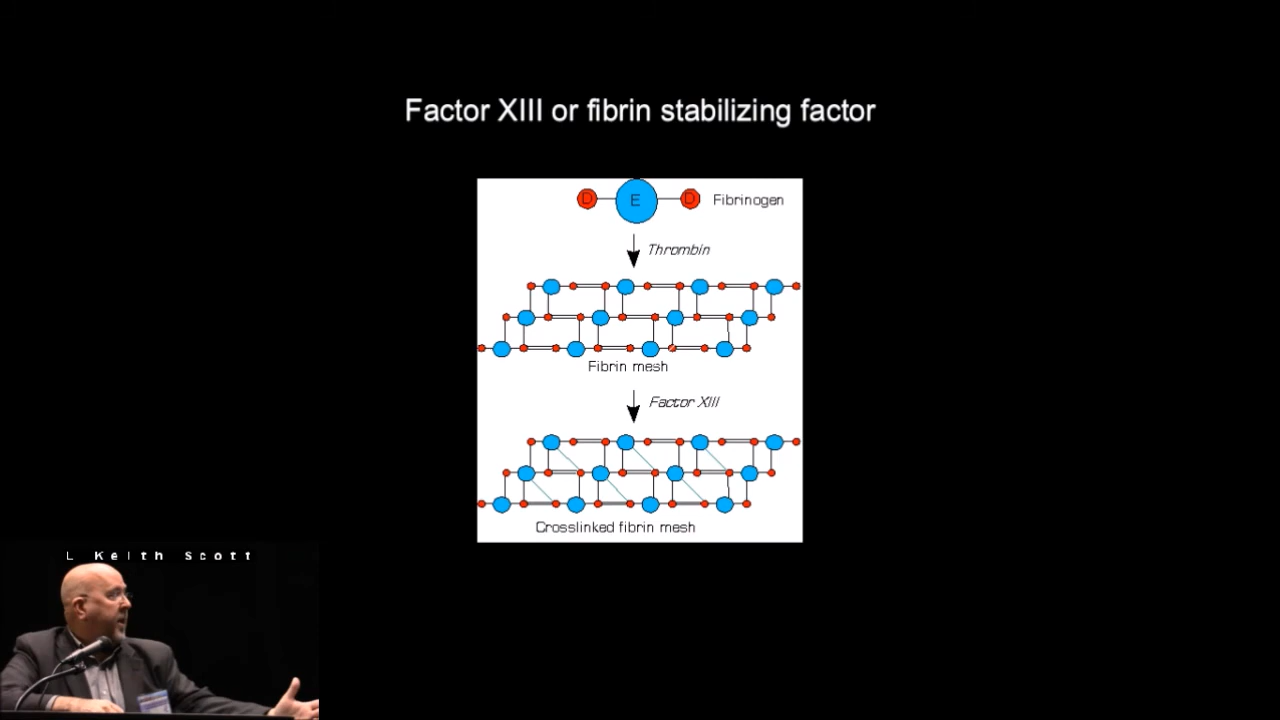 Factor XIII or fibrin stabilizing factor
D E D Fibrinogen
Thrombin
Fibrin mesh
Factor XIII
Crosslinked fibrin mesh
L Keith Scott